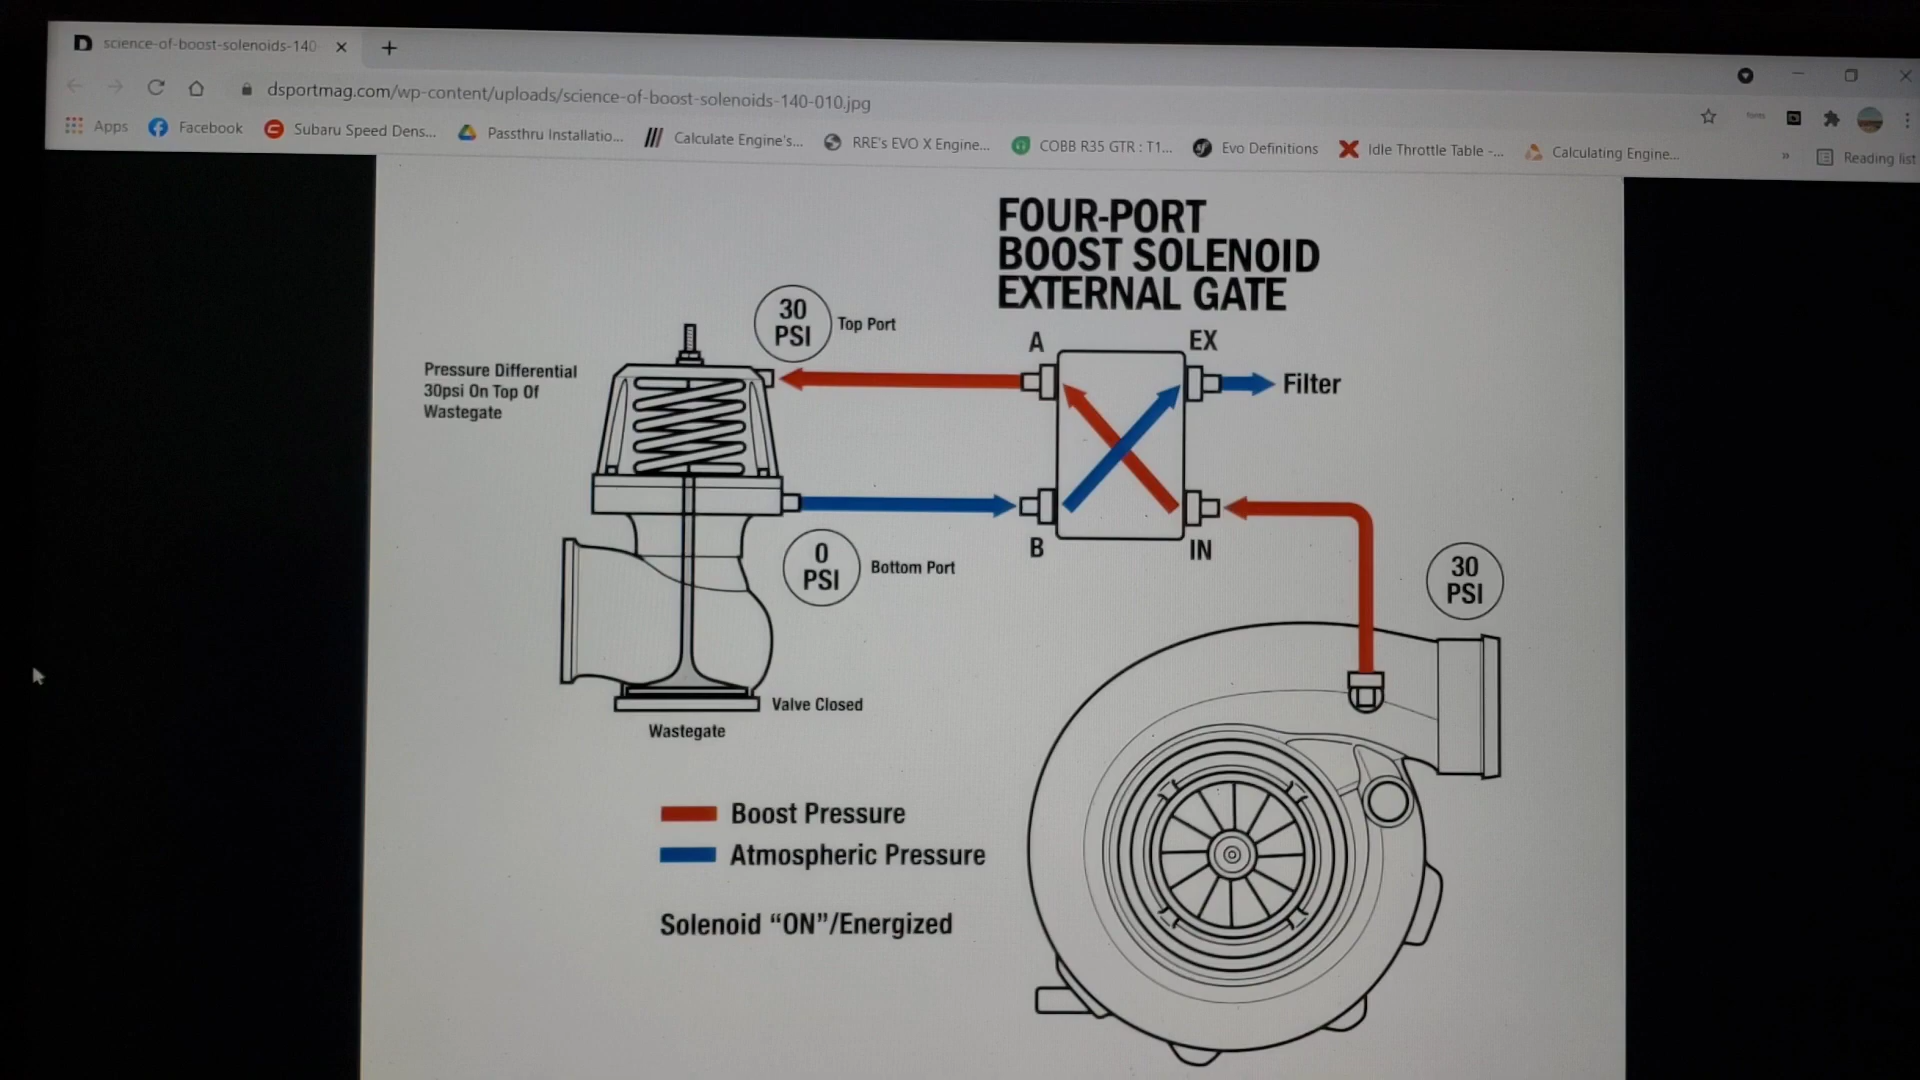 science-of-boost-solenoids-140
dsportmag.com/wp-content/uploads/science-of-boost-solenoids-140-010.jpg
Apps
Facebook
Subaru Speed Dens...
Passthru Installatio...
Calculate Engine's...
RRE's EVO X Engine...
COBB R35 GTR : T1...
Evo Definitions
Idle Throttle Table -...
Calculating Engine...
»
Reading list
FOUR-PORT
BOOST SOLENOID
EXTERNAL GATE
30
PSI
Top Port
A
EX
Pressure Differential
30psi On Top Of
Wastegate
Filter
B
IN
0
PSI
Bottom Port
30
PSI
Valve Closed
Wastegate
Boost Pressure
Atmospheric Pressure
Solenoid “ON”/Energized